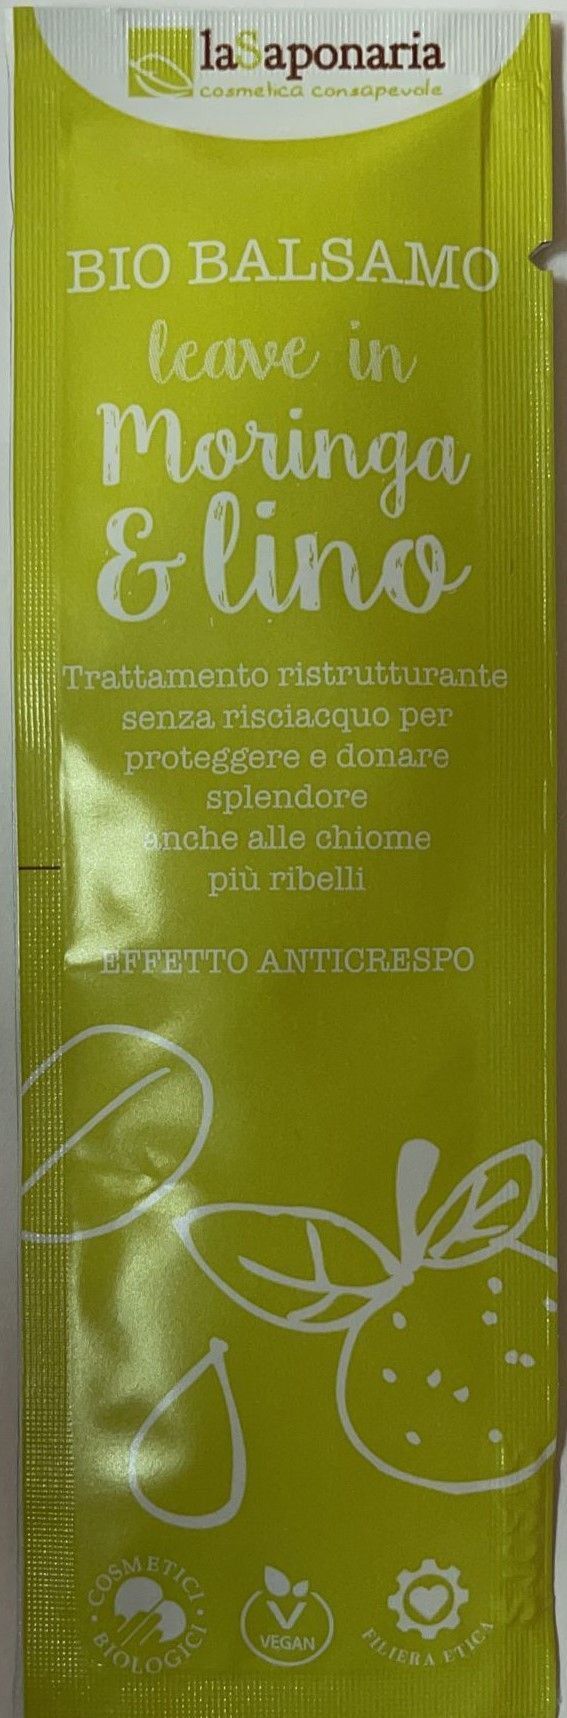 laSaponaria
cosmetica consapevole
BIO BALSAMO
leave in
Moringa
& lino
Trattamento ristrutturante
senza risciacquo per
proteggere e donare
splendore
anche alle chiome
più ribelli
EFFETTO ANTICRESPO
COSMETICI BIOLOGICI
VEGAN
FILIERA ETICA